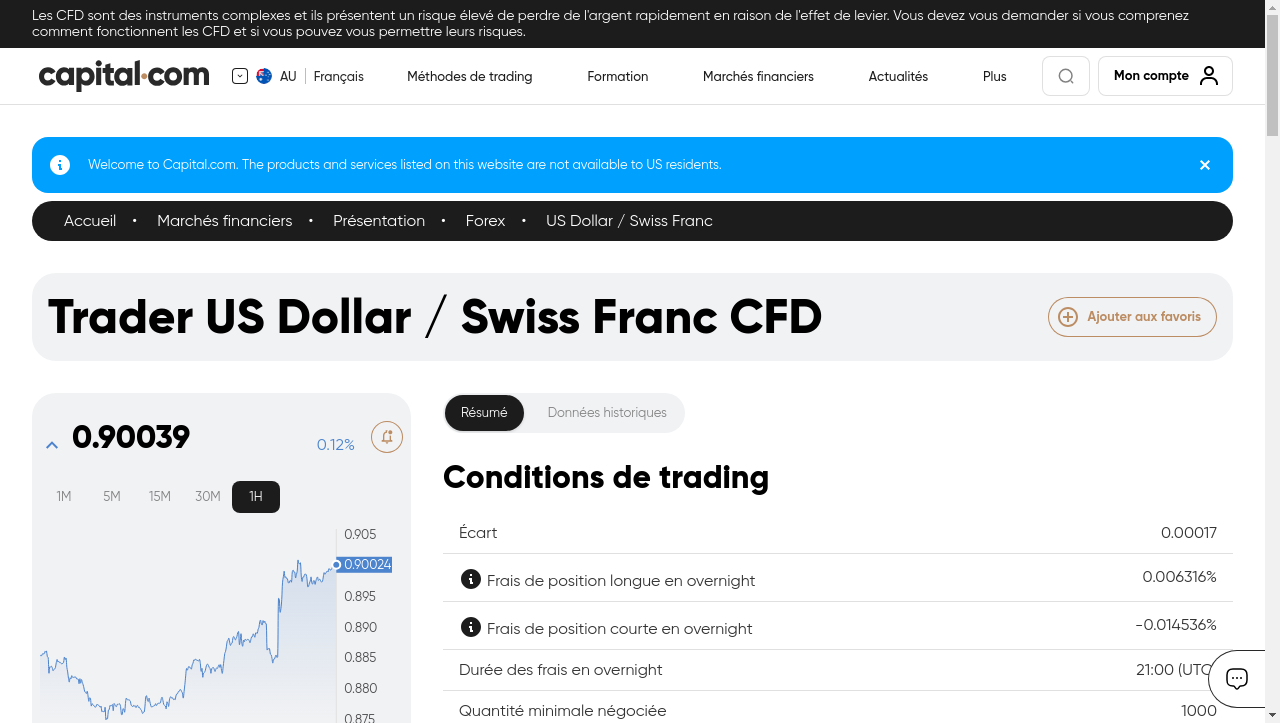 Les CFD sont des instruments complexes et ils présentent un risque élevé de perdre de l'argent rapidement en raison de l'effet de levier. Vous devez vous demander si vous comprenez
comment fonctionnent les CFD et si vous pouvez vous permettre leurs risques.
capital.com AU Français Méthodes de trading Formation Marchés financiers Actualités Plus Mon compte
Welcome to Capital.com. The products and services listed on this website are not available to US residents.
Accueil • Marchés financiers • Présentation • Forex • US Dollar / Swiss Franc
Trader US Dollar / Swiss Franc CFD
Ajouter aux favoris
0.90039
0.12%
1M 5M 15M 30M 1H
0.905
0.90024
0.895
0.890
0.885
0.880
0.875
Résumé Données historiques
Conditions de trading
Écart 0.00017
Frais de position longue en overnight 0.006316%
Frais de position courte en overnight -0.014536%
Durée des frais en overnight 21:00 (UTC
Quantité minimale négociée 1000